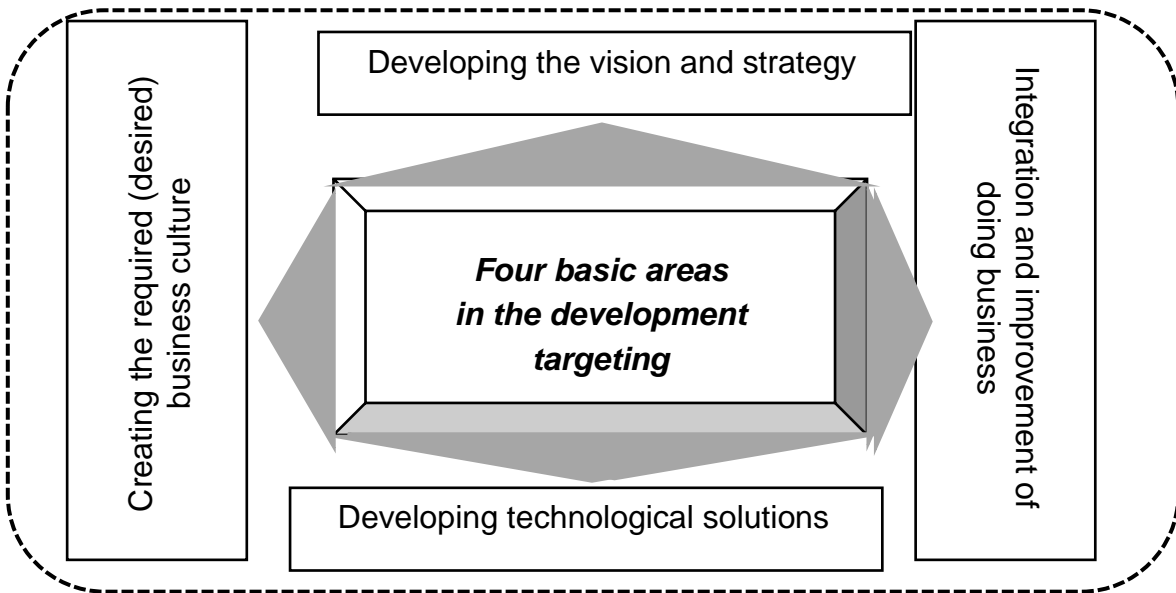 Developing the vision and strategy
Creating the required (desired)
business culture
Four basic areas
in the development
targeting
Integration and improvement of
doing business
Developing technological solutions